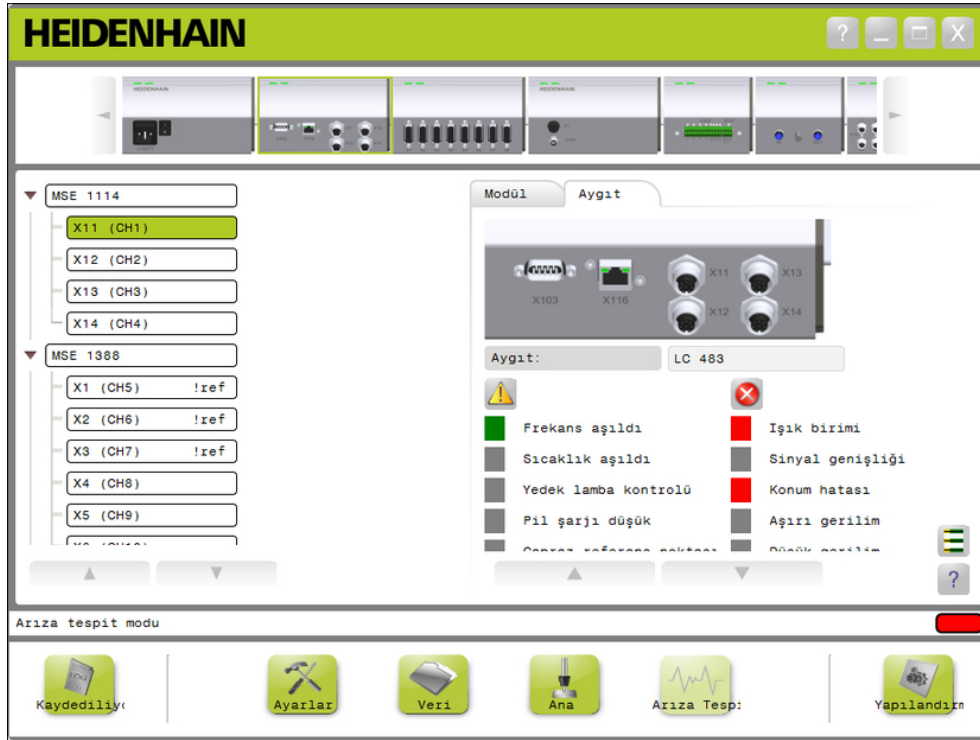 HEIDENHAIN
HEIDENHAIN
HEIDENHAIN
MSE 1114
X11 (CH1)
X12 (CH2)
X13 (CH3)
X14 (CH4)
MSE 1388
X1 (CH5) !ref
X2 (CH6) !ref
X3 (CH7) !ref
X4 (CH8)
X5 (CH9)
Modül Aygıt
X103 X116 X11 X13
X12 X14
Aygıt: LC 483
Frekans aşıldı Işık birimi
Sıcaklık aşıldı Sinyal genişliği
Yedek lamba kontrolü Konum hatası
Pil şarjı düşük Aşırı gerilim
Düşük gerilim
?
Arıza tespit modu
LOG
Kaydediliy Ayarlar Veri Ana Arıza Tesp Yapılandır